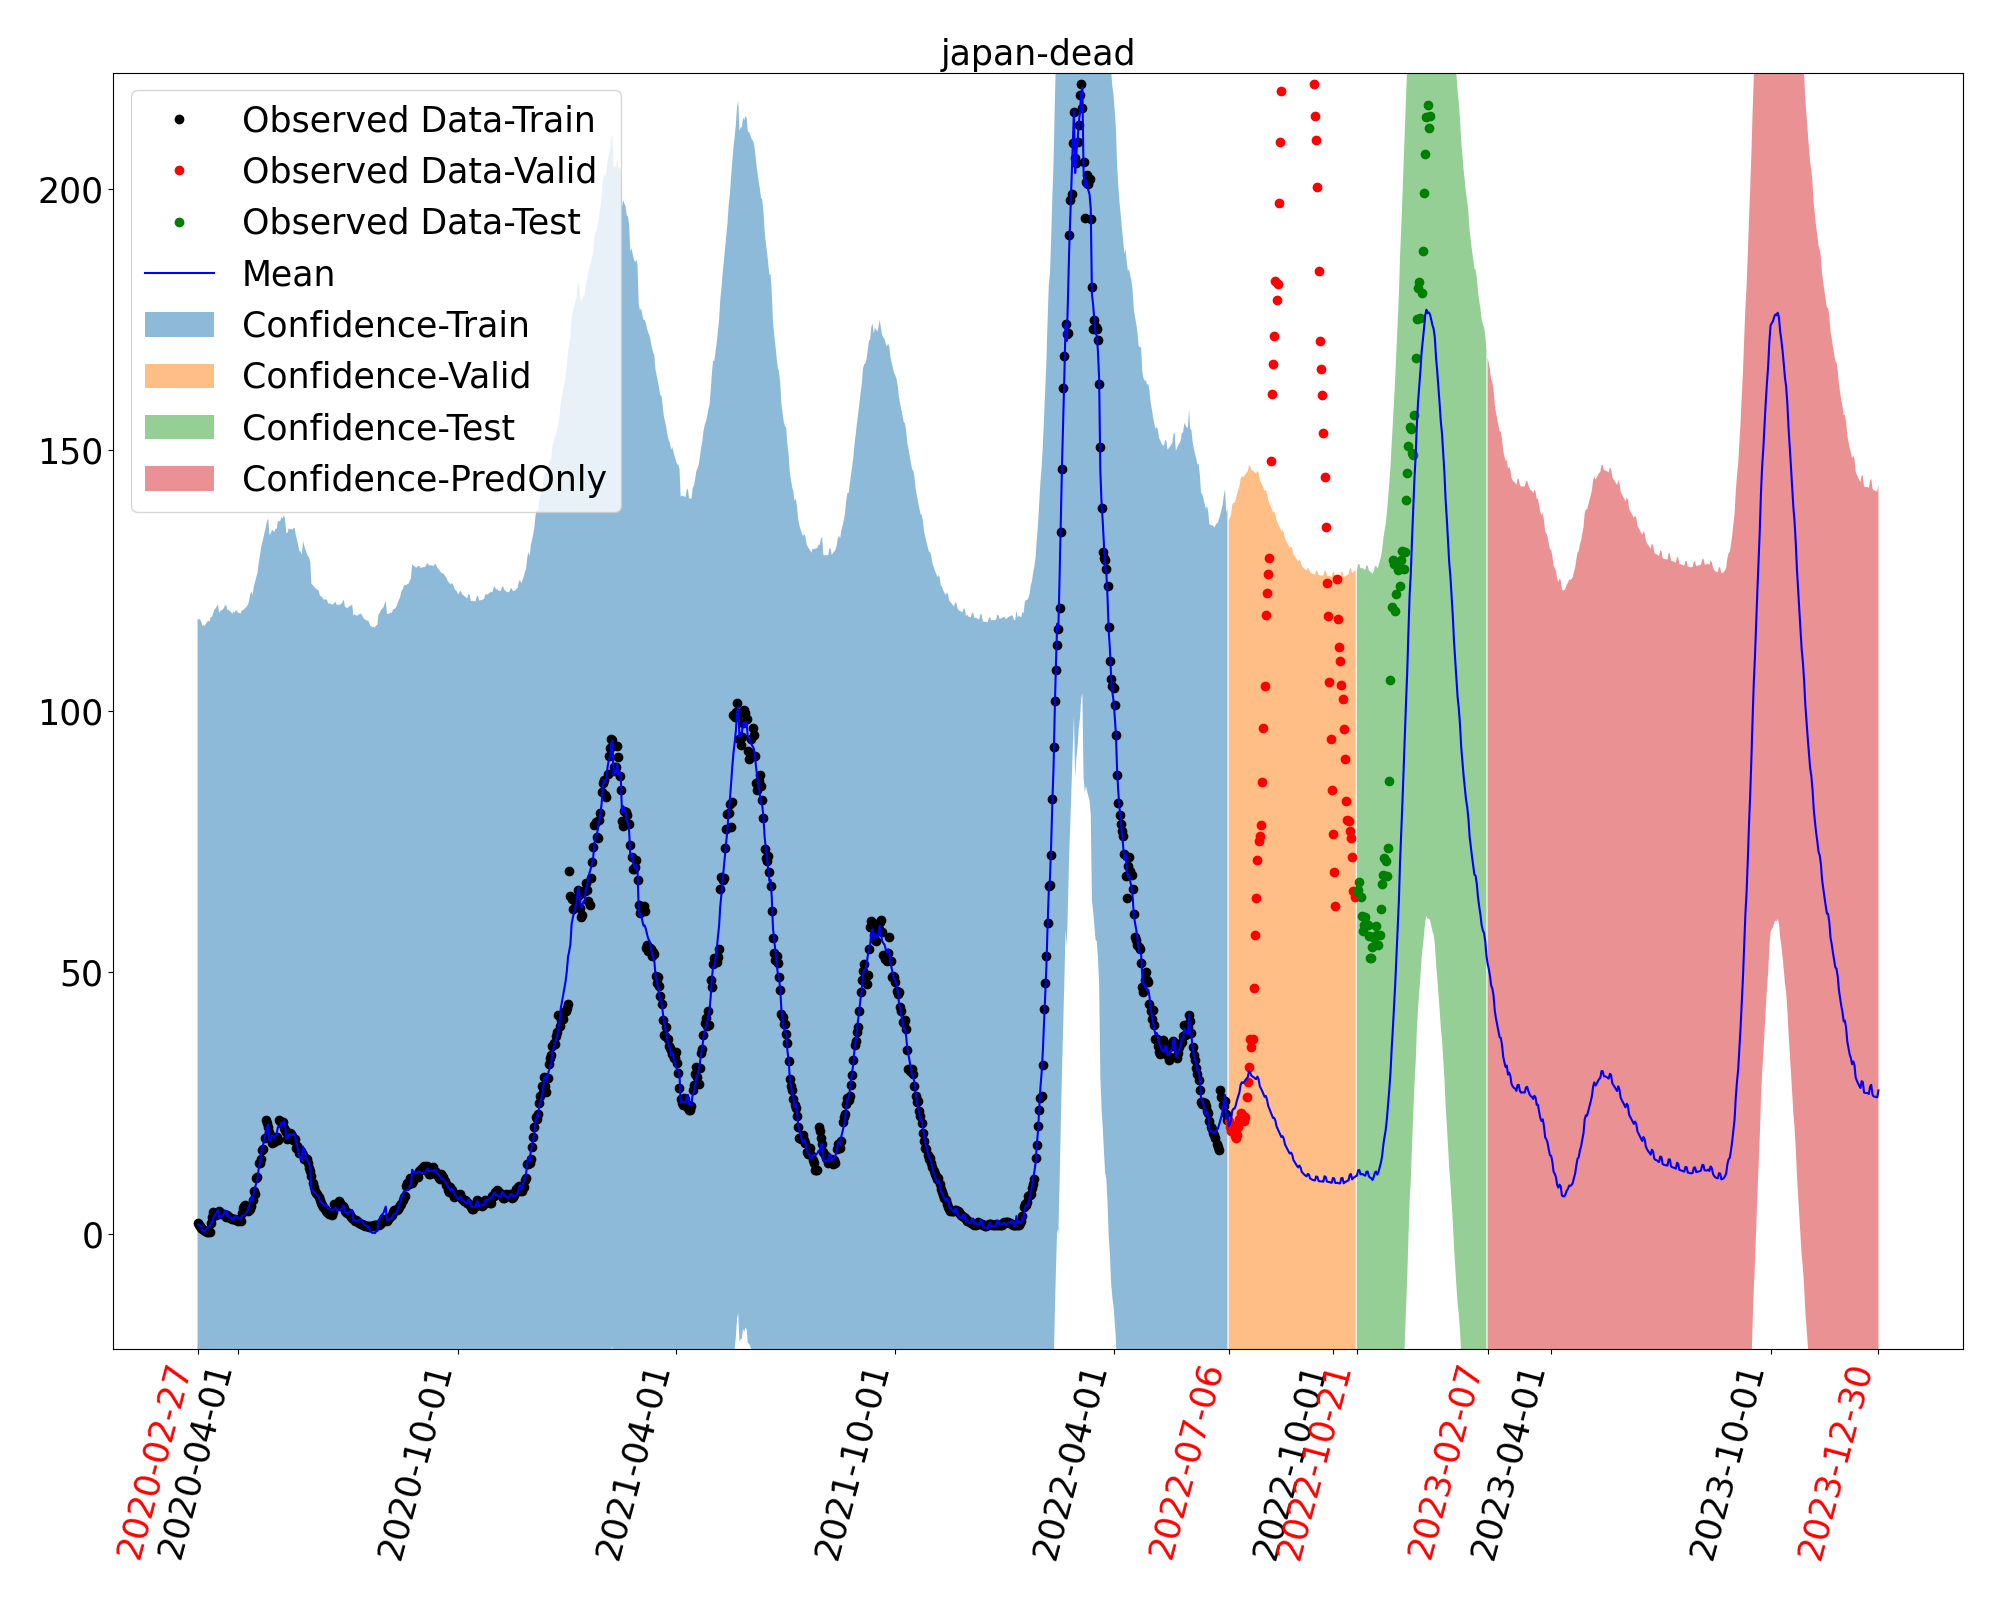 japan-dead
Observed Data-Train
Observed Data-Valid
Observed Data-Test
Mean
Confidence-Train
Confidence-Valid
Confidence-Test
Confidence-PredOnly
200
150
100
50
0
2020-02-27
2020-04-01
2020-10-01
2021-04-01
2021-10-01
2022-04-01
2022-07-06
2022-10-01
2022-10-21
2023-02-07
2023-04-01
2023-10-01
2023-12-30